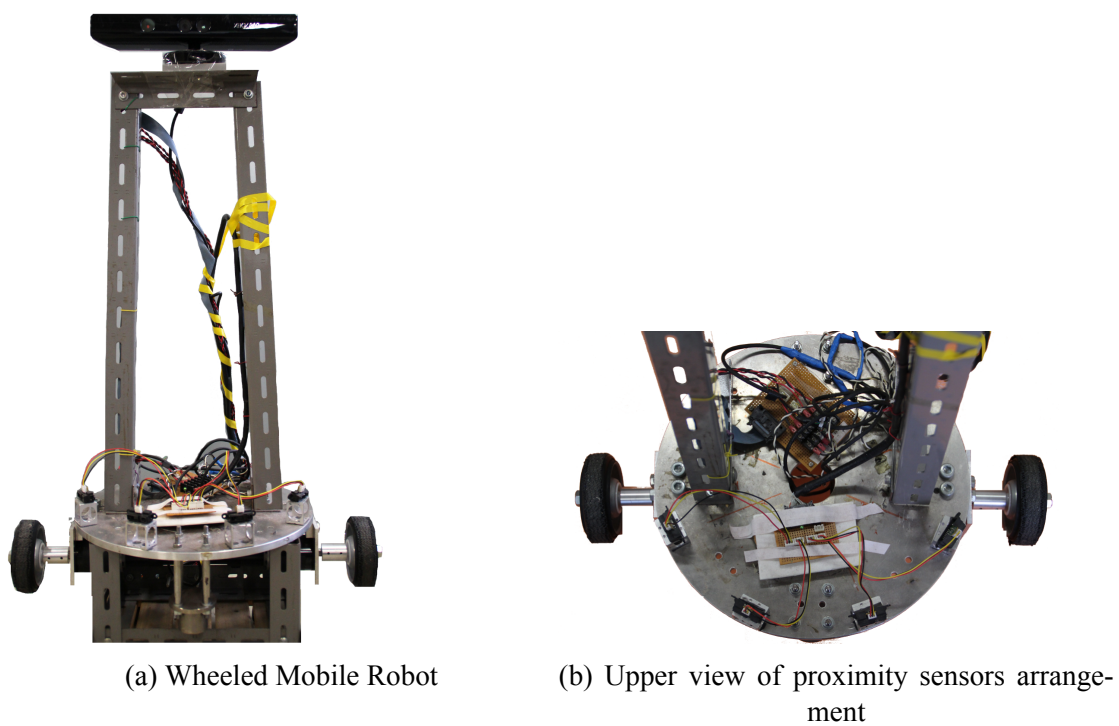 (a) Wheeled Mobile Robot
(b) Upper view of proximity sensors arrange-
ment